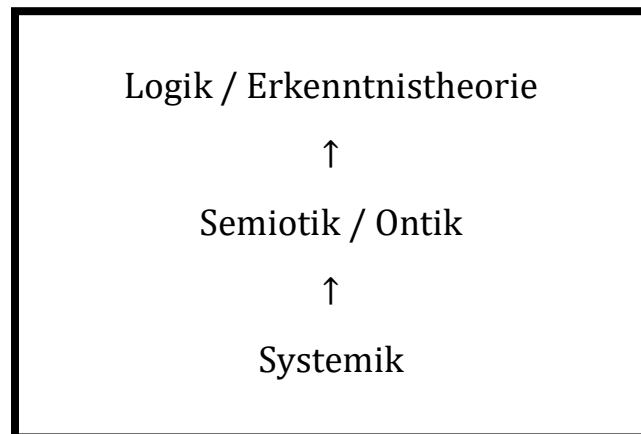 Logik / Erkenntnistheorie
↑
Semiotik / Ontik
↑
Systemik